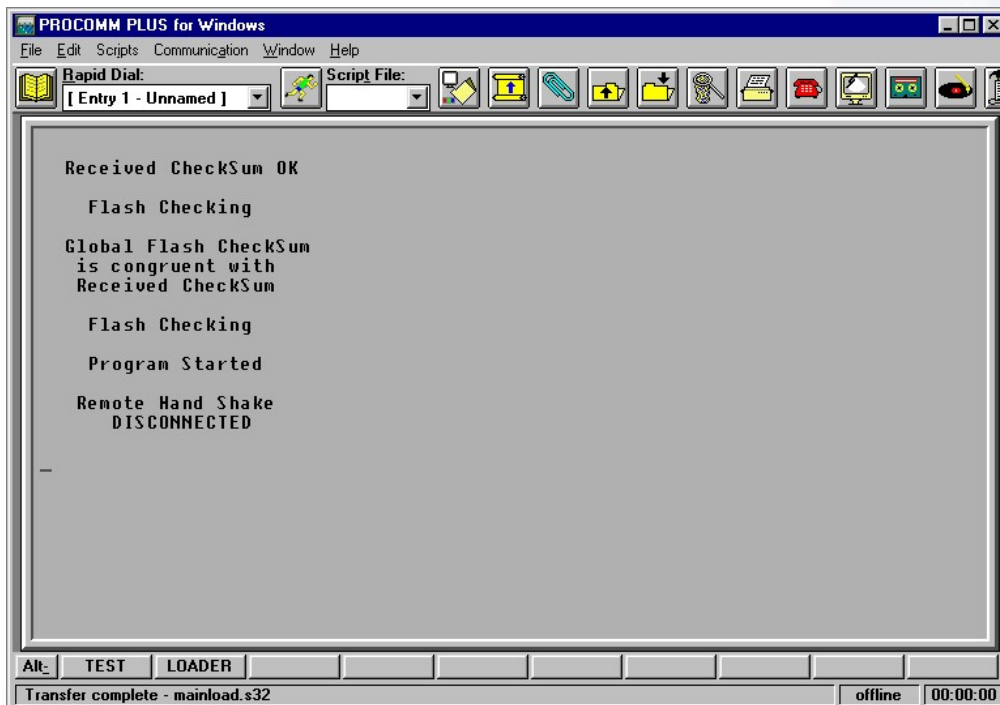 PROCOMM PLUS for Windows
File Edit Scripts Communication Window Help
Rapid Dial:
[ Entry 1 - Unnamed ]
Script File:
Received CheckSum OK
Flash Checking
Global Flash CheckSum
is congruent with
Received CheckSum
Flash Checking
Program Started
Remote Hand Shake
DISCONNECTED
Alt- TEST LOADER
Transfer complete - mainload.s32 offline 00:00:00